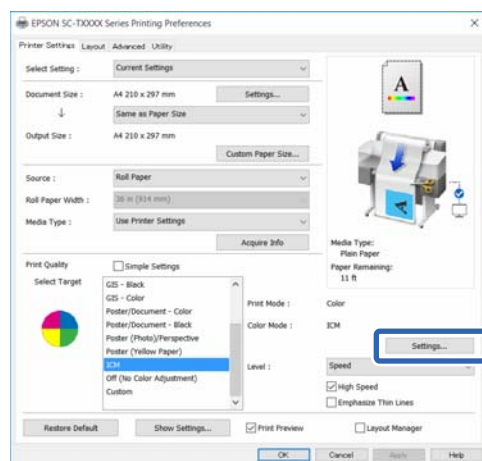 EPSON SC-TXXXX Series Printing Preferences
Printer Settings Layout Advanced Utility
Select Setting : Current Settings
Document Size : A4 210 x 297 mm Settings...
Same as Paper Size
Output Size : A4 210 x 297 mm
Custom Paper Size...
Source : Roll Paper
Roll Paper Width : 36 in (914 mm)
Media Type : Use Printer Settings
Acquire Info
A
Media Type:
Plain Paper
Paper Remaining:
11 ft
Print Quality Simple Settings
Select Target
GIS - Black
GIS - Color
Poster/Document - Color
Poster/Document - Black
Poster (Photo)/Perspective
Poster (Yellow Paper)
ICM
Off (No Color Adjustment)
Custom
Print Mode : Color
Color Mode : ICM
Settings...
Level : Speed
High Speed
Emphasize Thin Lines
Restore Default Show Settings... Print Preview Layout Manager
OK Cancel Apply Help